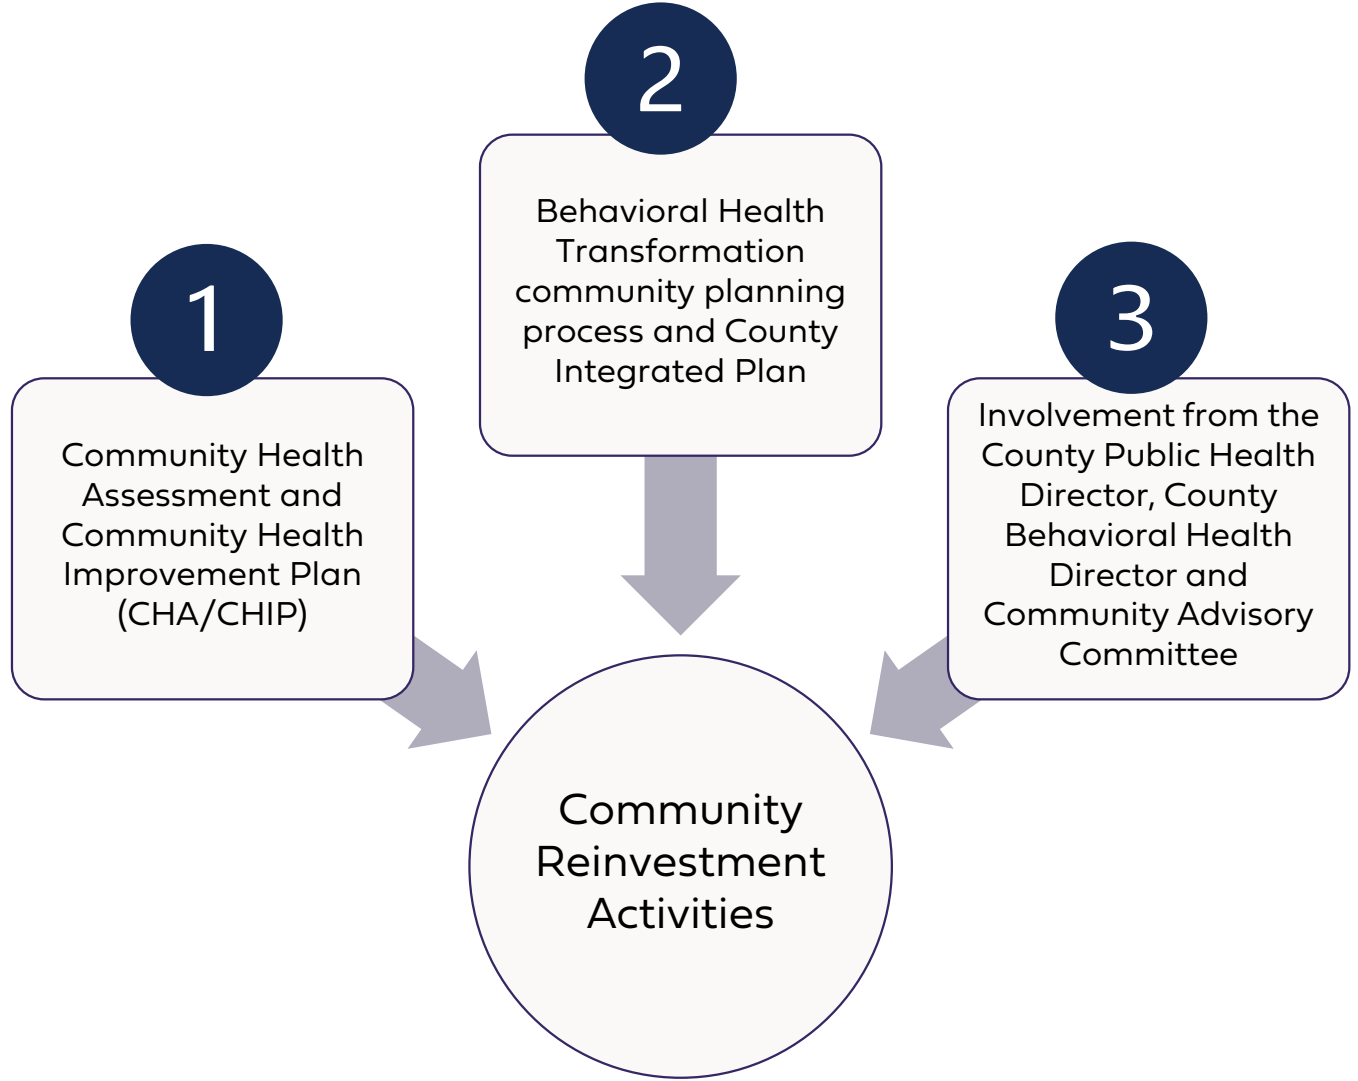 1
Community Health
Assessment and
Community Health
Improvement Plan
(CHA/CHIP)
2
Behavioral Health
Transformation
community planning
process and County
Integrated Plan
3
Involvement from the
County Public Health
Director, County
Behavioral Health
Director and
Community Advisory
Committee
Community
Reinvestment
Activities